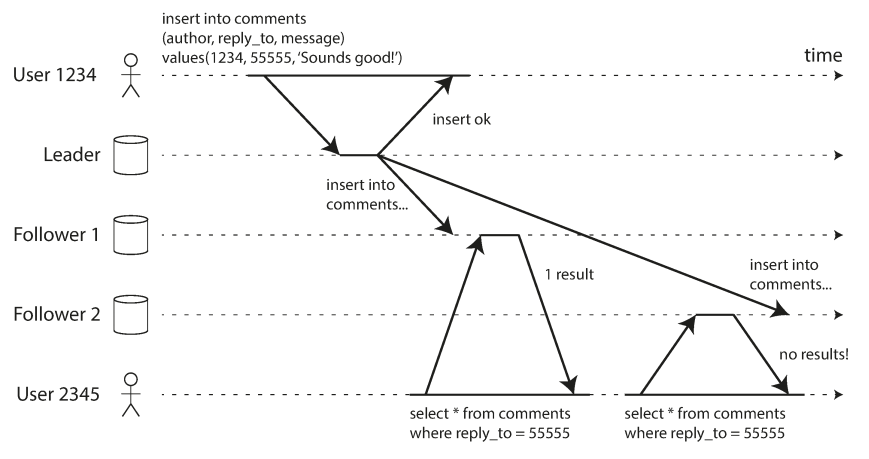 insert into comments
(author, reply_to, message)
values(1234, 55555, ‘Sounds good!’)
time
User 1234
insert ok
Leader
insert into
comments...
Follower 1
1 result
insert into
comments...
Follower 2
no results!
User 2345
select * from comments
where reply_to = 55555
select * from comments
where reply_to = 55555